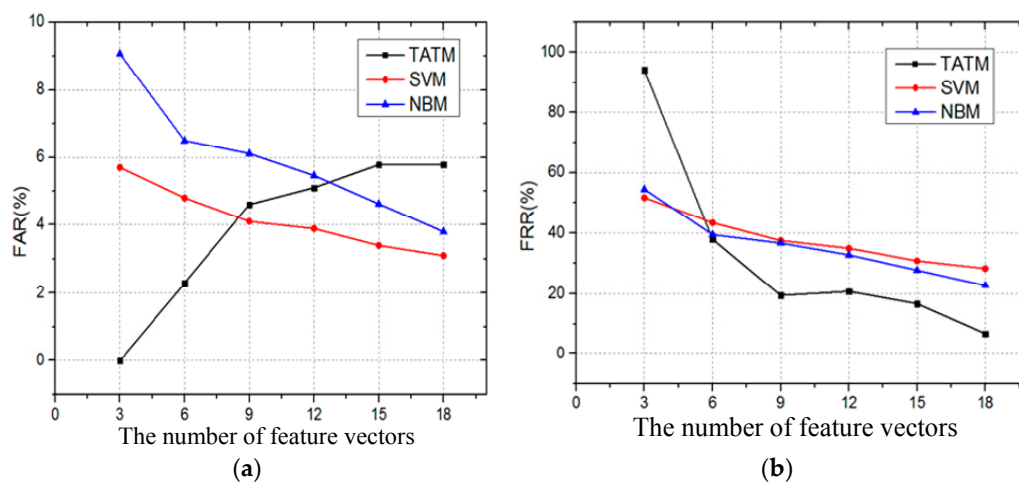 10
8
6
4
2
0
FAR(%)
TATM
SVM
NBM
0 3 6 9 12 15 18
The number of feature vectors
(a)
100
80
60
40
20
0
FRR(%)
TATM
SVM
NBM
0 3 6 9 12 15 18
The number of feature vectors
(b)